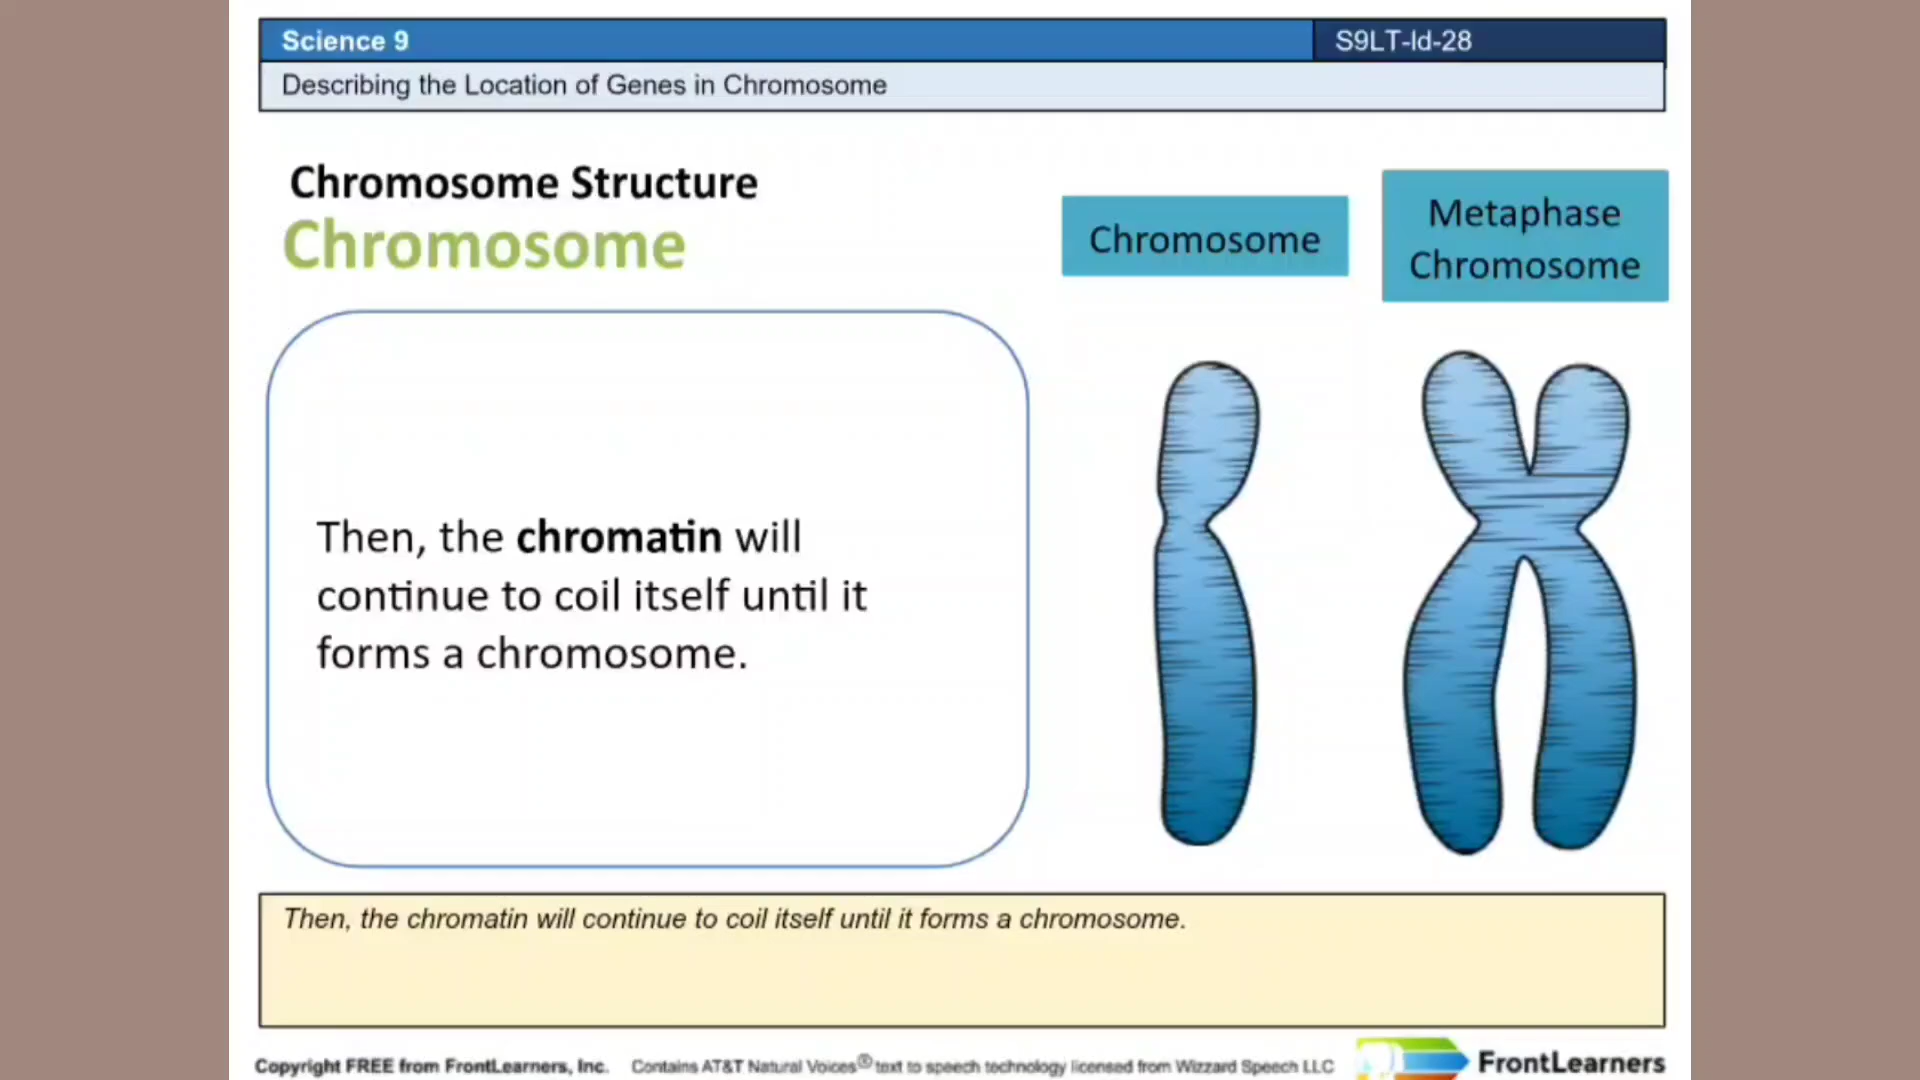 Science 9
S9LT-Id-28
Describing the Location of Genes in Chromosome
Chromosome Structure
Chromosome
Chromosome
Metaphase
Chromosome
Then, the chromatin will
continue to coil itself until it
forms a chromosome.
Then, the chromatin will continue to coil itself until it forms a chromosome.
Copyright FREE from FrontLearners, Inc. Contains AT&T Natural Voices® text to speech technology licensed from Wizzard Speech LLC
FrontLearners